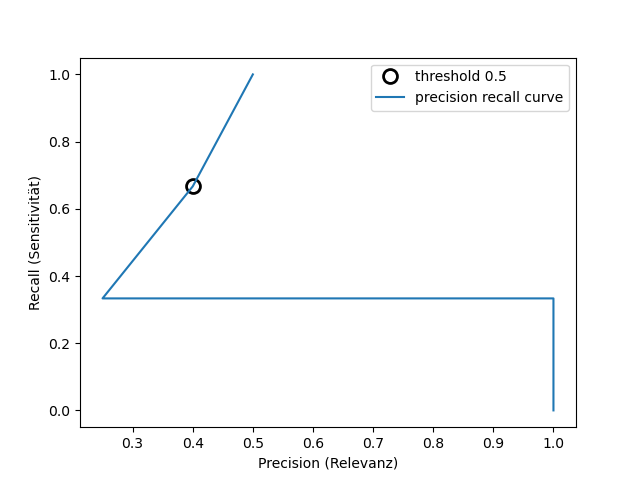 threshold 0.5
precision recall curve
1.0
0.8
0.6
0.4
0.2
0.0
Recall (Sensitivität)
0.3 0.4 0.5 0.6 0.7 0.8 0.9 1.0
Precision (Relevanz)